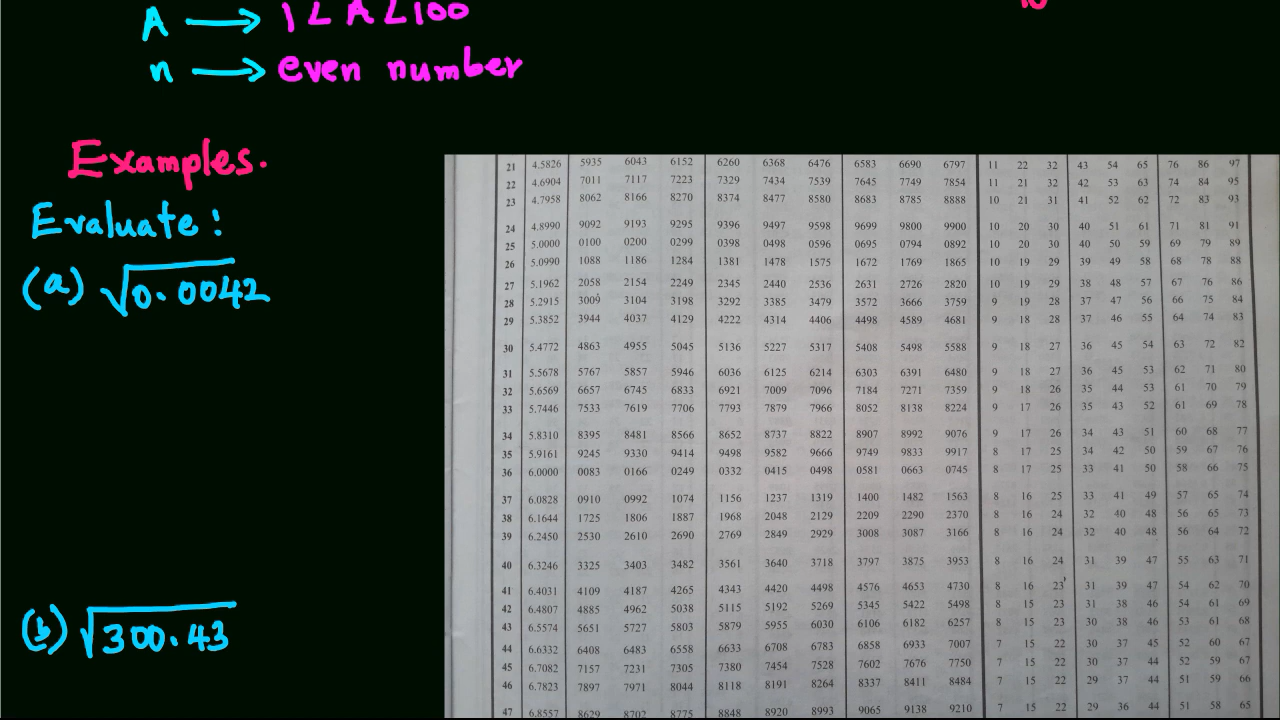 A → 1 < A < 100
10
n → even number
Examples.
Evaluate:
(a) √0.0042
(b) √300.43
21 4.5826 5935 6043 6152 6260 6368 6476 6583 6690 6797 11 22 32 43 54 65 76 86 97
22 4.6904 7011 7117 7223 7329 7434 7539 7645 7749 7854 11 21 32 42 53 63 74 84 95
23 4.7958 8062 8166 8270 8374 8477 8580 8683 8785 8888 10 21 31 41 52 62 72 83 93
24 4.8990 9092 9193 9295 9396 9497 9598 9699 9800 9900 10 20 30 40 51 61 71 81 91
25 5.0000 0100 0200 0299 0398 0498 0596 0695 0794 0892 10 20 30 40 50 59 69 79 89
26 5.0990 1088 1186 1284 1381 1478 1575 1672 1769 1865 10 19 29 39 49 58 68 78 88
27 5.1962 2058 2154 2249 2345 2440 2536 2631 2726 2820 10 19 29 38 48 57 67 76 86
28 5.2915 3009 3104 3198 3292 3385 3479 3572 3666 3759 9 19 28 37 47 56 66 75 84
29 5.3852 3944 4037 4129 4222 4314 4406 4498 4589 4681 9 18 28 37 46 55 64 74 83
30 5.4772 4863 4955 5045 5136 5227 5317 5408 5498 5588 9 18 27 36 45 54 63 72 82
31 5.5678 5767 5857 5946 6036 6125 6214 6303 6391 6480 9 18 27 36 45 53 62 71 80
32 5.6569 6657 6745 6833 6921 7009 7096 7184 7271 7359 9 18 26 35 44 53 61 70 79
33 5.7446 7533 7619 7706 7793 7879 7966 8052 8138 8224 9 17 26 35 43 52 61 69 78
34 5.8310 8395 8481 8566 8652 8737 8822 8907 8992 9076 9 17 26 34 43 51 60 68 77
35 5.9161 9245 9330 9414 9498 9582 9666 9749 9833 9917 8 17 25 34 42 50 59 67 76
36 6.0000 0083 0166 0249 0332 0415 0498 0581 0663 0745 8 17 25 33 41 50 58 66 75
37 6.0828 0910 0992 1074 1156 1237 1319 1400 1482 1563 8 16 25 33 41 49 57 65 74
38 6.1644 1725 1806 1887 1968 2048 2129 2209 2290 2370 8 16 24 32 40 48 56 65 73
39 6.2450 2530 2610 2690 2769 2849 2929 3008 3087 3166 8 16 24 32 40 48 56 64 72
40 6.3246 3325 3403 3482 3561 3640 3718 3797 3875 3953 8 16 24 31 39 47 55 63 71
41 6.4031 4109 4187 4265 4343 4420 4498 4576 4653 4730 8 16 23 31 39 47 54 62 70
42 6.4807 4885 4962 5038 5115 5192 5269 5345 5422 5498 8 15 23 31 38 46 54 61 69
43 6.5574 5651 5727 5803 5879 5955 6030 6106 6182 6257 8 15 23 30 38 46 53 61 68
44 6.6332 6408 6483 6558 6633 6708 6783 6858 6933 7007 7 15 22 30 37 45 52 60 67
45 6.7082 7157 7231 7305 7380 7454 7528 7602 7676 7750 7 15 22 30 37 44 52 59 67
46 6.7823 7897 7971 8044 8118 8191 8264 8337 8411 8484 7 15 22 29 37 44 51 59 66
47 6.8557 8629 8702 8775 8848 8920 8993 9065 9138 9210 7 15 22 29 36 44 51 58 65